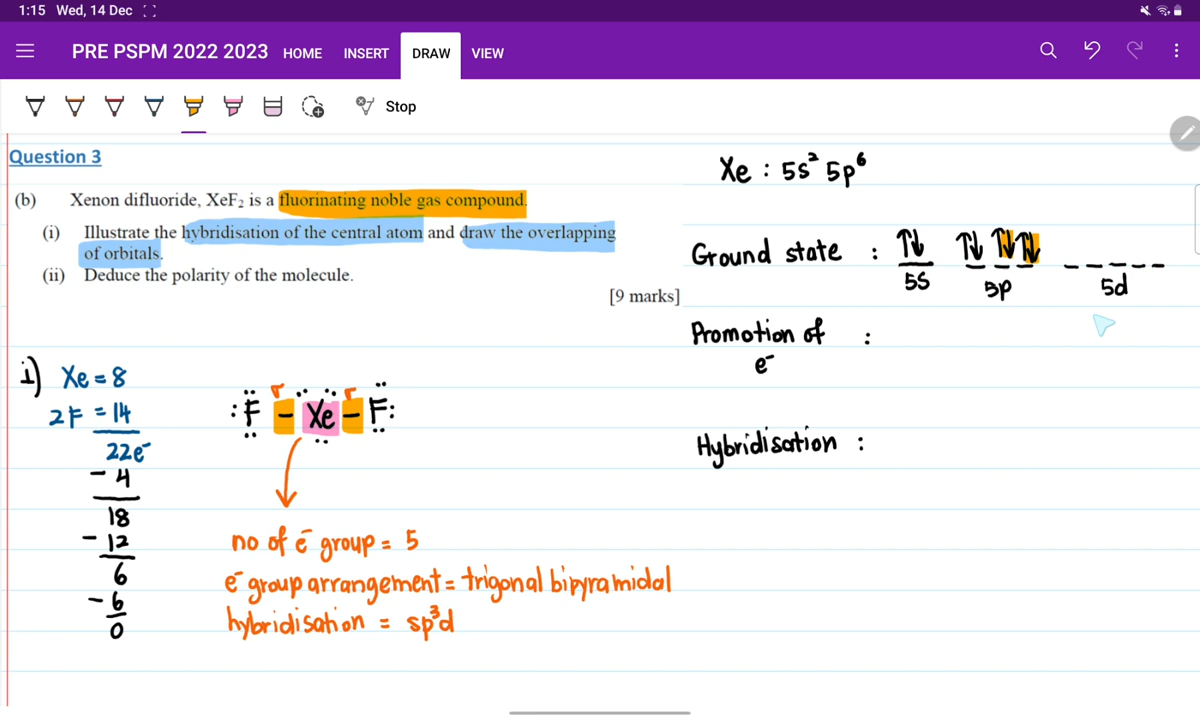 1:15 Wed, 14 Dec
PRE PSPM 2022 2023 HOME INSERT DRAW VIEW
Stop
Question 3
(b) Xenon difluoride, XeF₂ is a fluorinating noble gas compound.
(i) Illustrate the hybridisation of the central atom and draw the overlapping
of orbitals.
(ii) Deduce the polarity of the molecule.
[9 marks]
i) Xe = 8
2F = 14
22e⁻
- 4
18
- 12
6
- 6
0
:F - Xe - F:
no of e⁻ group = 5
e⁻ group arrangement = trigonal bipyramidal
hybridisation = sp³d
Xe : 5s² 5p⁶
Ground state : ⥮ ⥮ ⥮ ⥮ _ _ _ _ _
5s 5p 5d
Promotion of :
e⁻
Hybridisation :